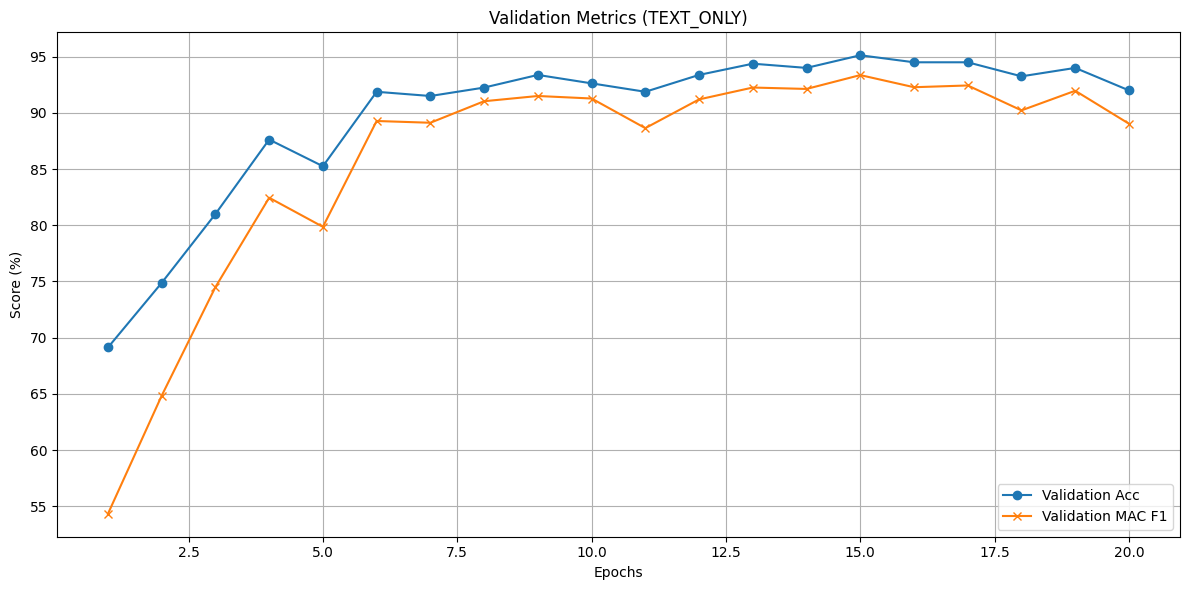 Validation Metrics (TEXT_ONLY)
Score (%)
95
90
85
80
75
70
65
60
55
Validation Acc
Validation MAC F1
2.5 5.0 7.5 10.0 12.5 15.0 17.5 20.0
Epochs